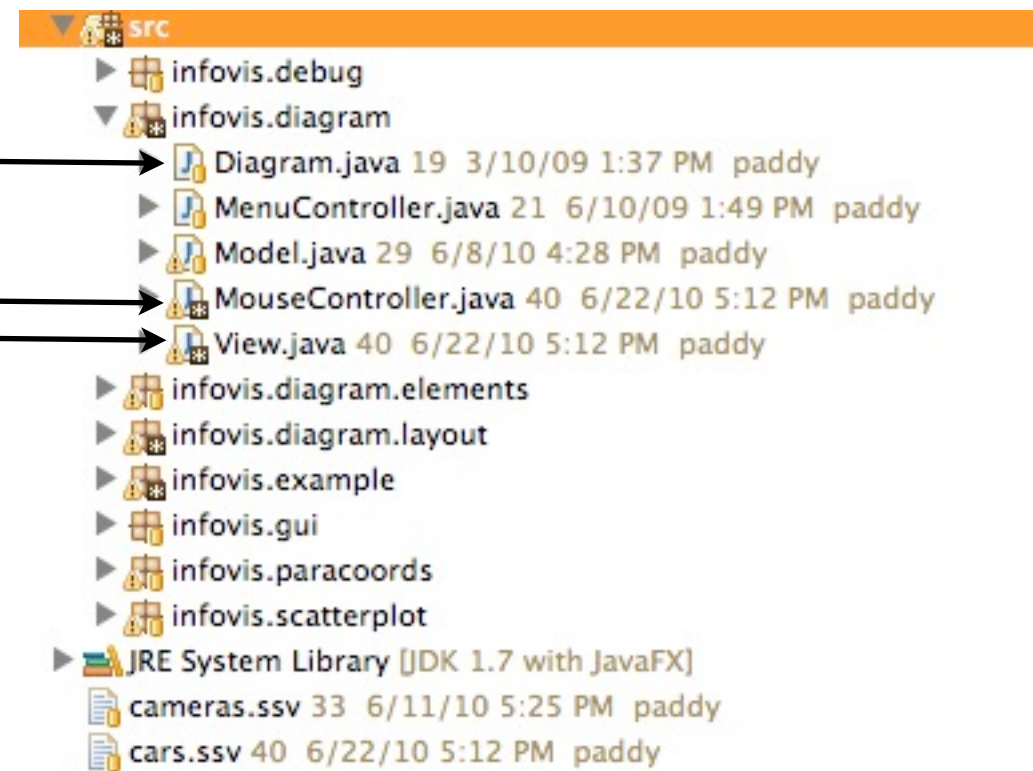 src
infovis.debug
infovis.diagram
Diagram.java 19 3/10/09 1:37 PM paddy
MenuController.java 21 6/10/09 1:49 PM paddy
Model.java 29 6/8/10 4:28 PM paddy
MouseController.java 40 6/22/10 5:12 PM paddy
View.java 40 6/22/10 5:12 PM paddy
infovis.diagram.elements
infovis.diagram.layout
infovis.example
infovis.gui
infovis.paracoords
infovis.scatterplot
JRE System Library [JDK 1.7 with JavaFX]
cameras.ssv 33 6/11/10 5:25 PM paddy
cars.ssv 40 6/22/10 5:12 PM paddy